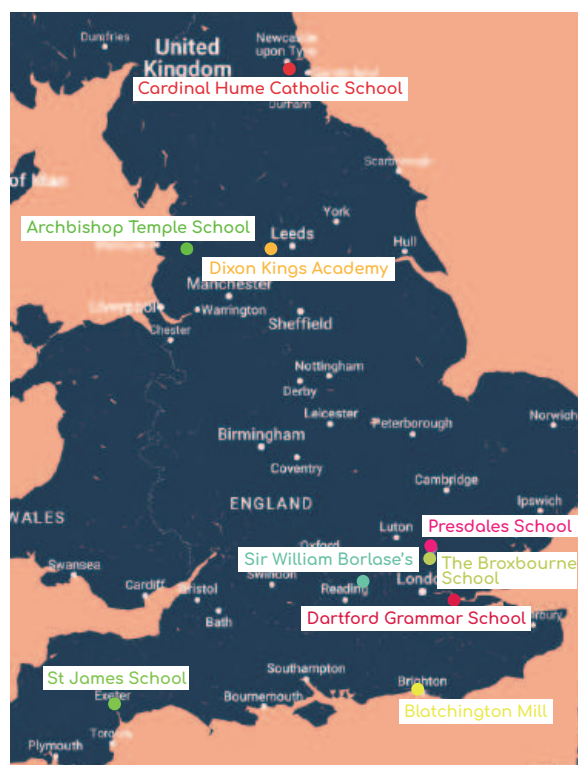 Dumfries
United
Kingdom
Newcastle
upon Tyne
Cardinal Hume Catholic School
Durham
Scarborough
of Man
York
Archbishop Temple School
Leeds
Hull
Dixon Kings Academy
Manchester
Liverpool
Warrington
Sheffield
Chester
Nottingham
Derby
Leicester
Peterborough
Norwich
Birmingham
Coventry
Cambridge
ENGLAND
Ipswich
WALES
Luton
Presdales School
Oxford
Sir William Borlase's
The Broxbourne
School
Swansea
Swindon
Cardiff
Bristol
Reading
London
Bath
Dartford Grammar School
Southampton
St James School
Brighton
Exeter
Bournemouth
Blatchington Mill
Plymouth